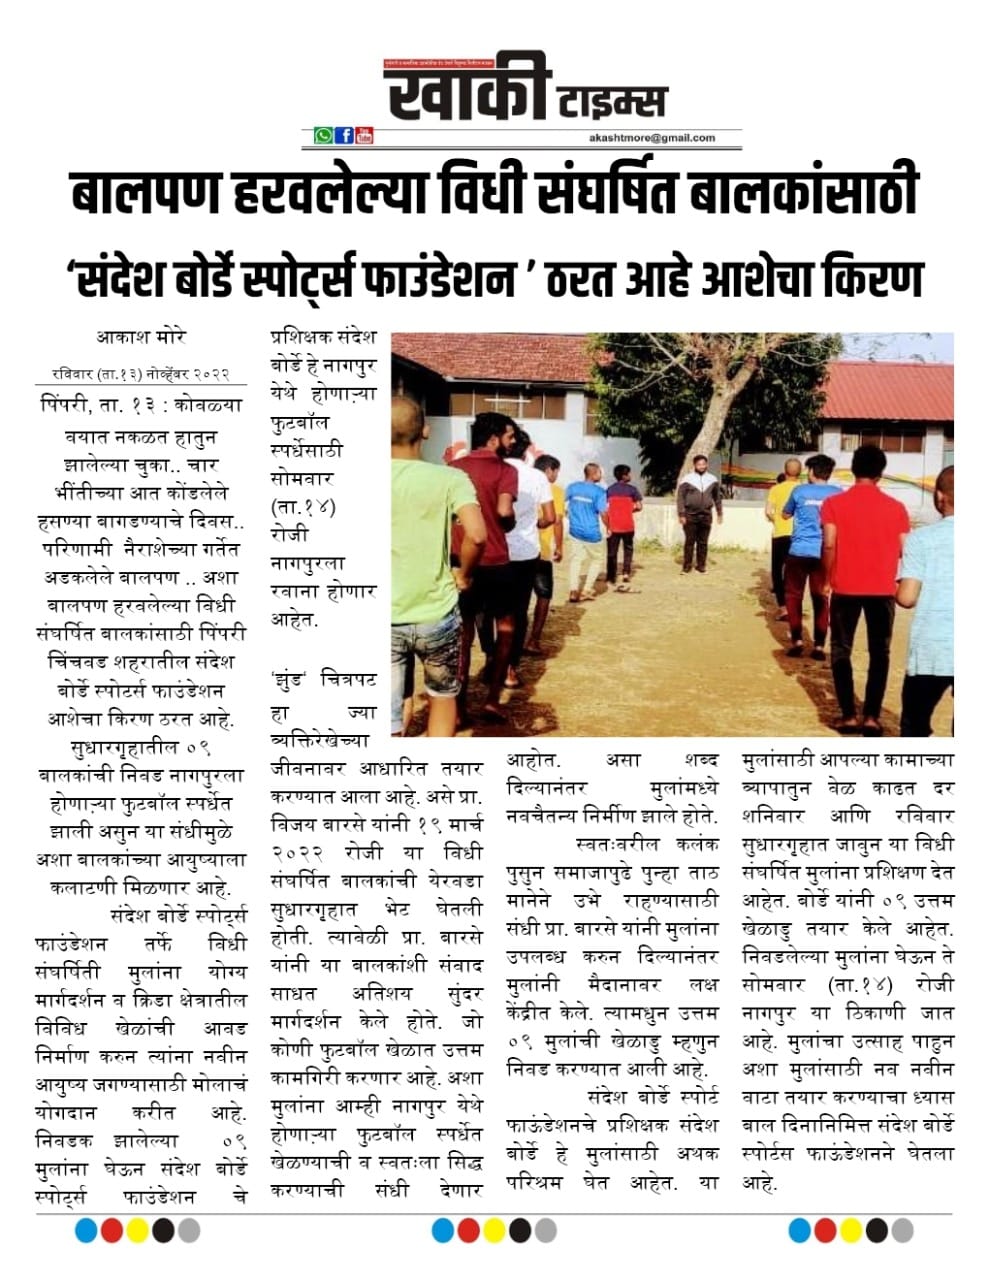 खाकी टाइम्स
akashtmore@gmail.com
बालपण हरवलेल्या विधी संघर्षित बालकांसाठी
‘संदेश बोर्डे स्पोर्ट्स फाउंडेशन ’ ठरत आहे आशेचा किरण
आकाश मोरे
रविवार (ता.१३) नोव्हेंबर २०२२
पिंपरी, ता. १३ : कोवळ्या
वयात नकळत हातुन
झालेल्या चुका.. चार
भींतीच्या आत कोंडलेले
हसण्या बागडण्याचे दिवस..
परिणामी नैराशेच्या गर्तेत
अडकलेले बालपण .. अशा
बालपण हरवलेल्या विधी
संघर्षित बालकांसाठी पिंपरी
चिंचवड शहरातील संदेश
बोर्डे स्पोटर्स फाउंडेशन
आशेचा किरण ठरत आहे.
सुधारगृहातील ०९
बालकांची निवड नागपुरला
होणाऱ्या फुटबॉल स्पर्धेत
झाली असुन या संधीमुळे
अशा बालकांच्या आयुष्याला
कलाटणी मिळणार आहे.
संदेश बोर्डे स्पोर्ट्स
फाऊंडेशन तर्फे विधी
संघर्षिती मुलांना योग्य
मार्गदर्शन व क्रिडा क्षेत्रातील
विविध खेळांची आवड
निर्माण करुन त्यांना नवीन
आयुष्य जगण्यासाठी मोलाचं
योगदान करीत आहे.
निवडक झालेल्या ०९
मुलांना घेऊन संदेश बोर्डे
स्पोर्ट्स फाउंडेशन चे
प्रशिक्षक संदेश
बोर्डे हे नागपुर
येथे होणाऱ्या
फुटबॉल
स्पर्धेसाठी
सोमवार
(ता.१४)
रोजी
नागपुरला
रवाना होणार
आहेत.
‘झुंड‘ चित्रपट
हा ज्या
व्यक्तिरेखेच्या
जीवनावर आधारित तयार
करण्यात आला आहे. असे प्रा.
विजय बारसे यांनी १९ मार्च
२०२२ रोजी या विधी
संघर्षित बालकांची येरवडा
सुधारगृहात भेट घेतली
होती. त्यावेळी प्रा. बारसे
यांनी या बालकांशी संवाद
साधत अतिशय सुंदर
मार्गदर्शन केले होते. जो
कोणी फुटबॉल खेळात उत्तम
कामगिरी करणार आहे. अशा
मुलांना आम्ही नागपुर येथे
होणाऱ्या फुटबॉल स्पर्धेत
खेळण्याची व स्वतःला सिद्ध
करण्याची संधी देणार
आहोत. असा शब्द
दिल्यानंतर मुलांमध्ये
नवचैतन्य निर्मीण झाले होते.
स्वतःवरील कलंक
पुसुन समाजापुढे पुन्हा ताठ
मानेने उभे राहण्यासाठी
संधी प्रा. बारसे यांनी मुलांना
उपलब्ध करुन दिल्यानंतर
मुलांनी मैदानावर लक्ष
केंद्रीत केले. त्यामधुन उत्तम
०९ मुलांची खेळाडु म्हणुन
निवड करण्यात आली आहे.
संदेश बोर्डे स्पोर्ट
फाऊंडेशनचे प्रशिक्षक संदेश
बोर्डे हे मुलांसाठी अथक
परिश्रम घेत आहेत. या
मुलांसाठी आपल्या कामाच्या
व्यापातुन वेळ काढत दर
शनिवार आणि रविवार
सुधारगृहात जावुन या विधी
संघर्षित मुलांना प्रशिक्षण देत
आहेत. बोर्डे यांनी ०९ उत्तम
खेळाडु तयार केले आहेत.
निवडलेल्या मुलांना घेऊन ते
सोमवार (ता.१४) रोजी
नागपुर या ठिकाणी जात
आहे. मुलांचा उत्साह पाहुन
अशा मुलांसाठी नव नवीन
वाटा तयार करण्याचा ध्यास
बाल दिनानिमित्त संदेश बोर्डे
स्पोर्टस फाऊंडेशनने घेतला
आहे.